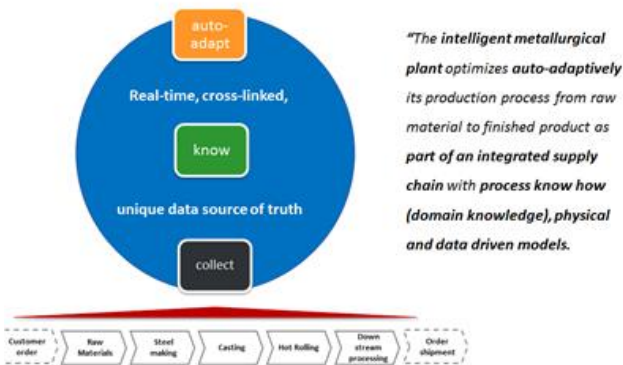 auto-
adapt
Real-time, cross-linked,
know
unique data source of truth
collect
"The intelligent metallurgical
plant optimizes auto-adaptively
its production process from raw
material to finished product as
part of an integrated supply
chain with process know how
(domain knowledge), physical
and data driven models.
Customer
order
Raw
Materials
Steel
making
Casting
Hot Rolling
Down
stream
processing
Order
shipment